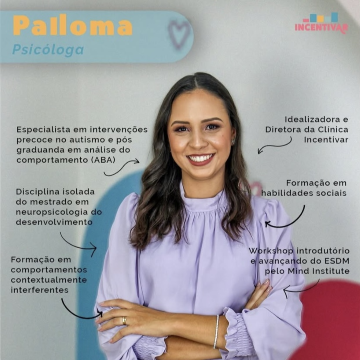 Palloma
Psicóloga
INCENTIVAR
Especialista em intervenções
precoce no autismo e pós
graduanda em análise do
comportamento (ABA)
Idealizadora e
Diretora da Clínica
Incentivar
Disciplina isolada
do mestrado em
neuropsicologia do
desenvolvimento
Formação em
habilidades sociais
Formação em
comportamentos
contextualmente
interferentes
Workshop introdutório
e avançando do ESDM
pelo Mind Institute